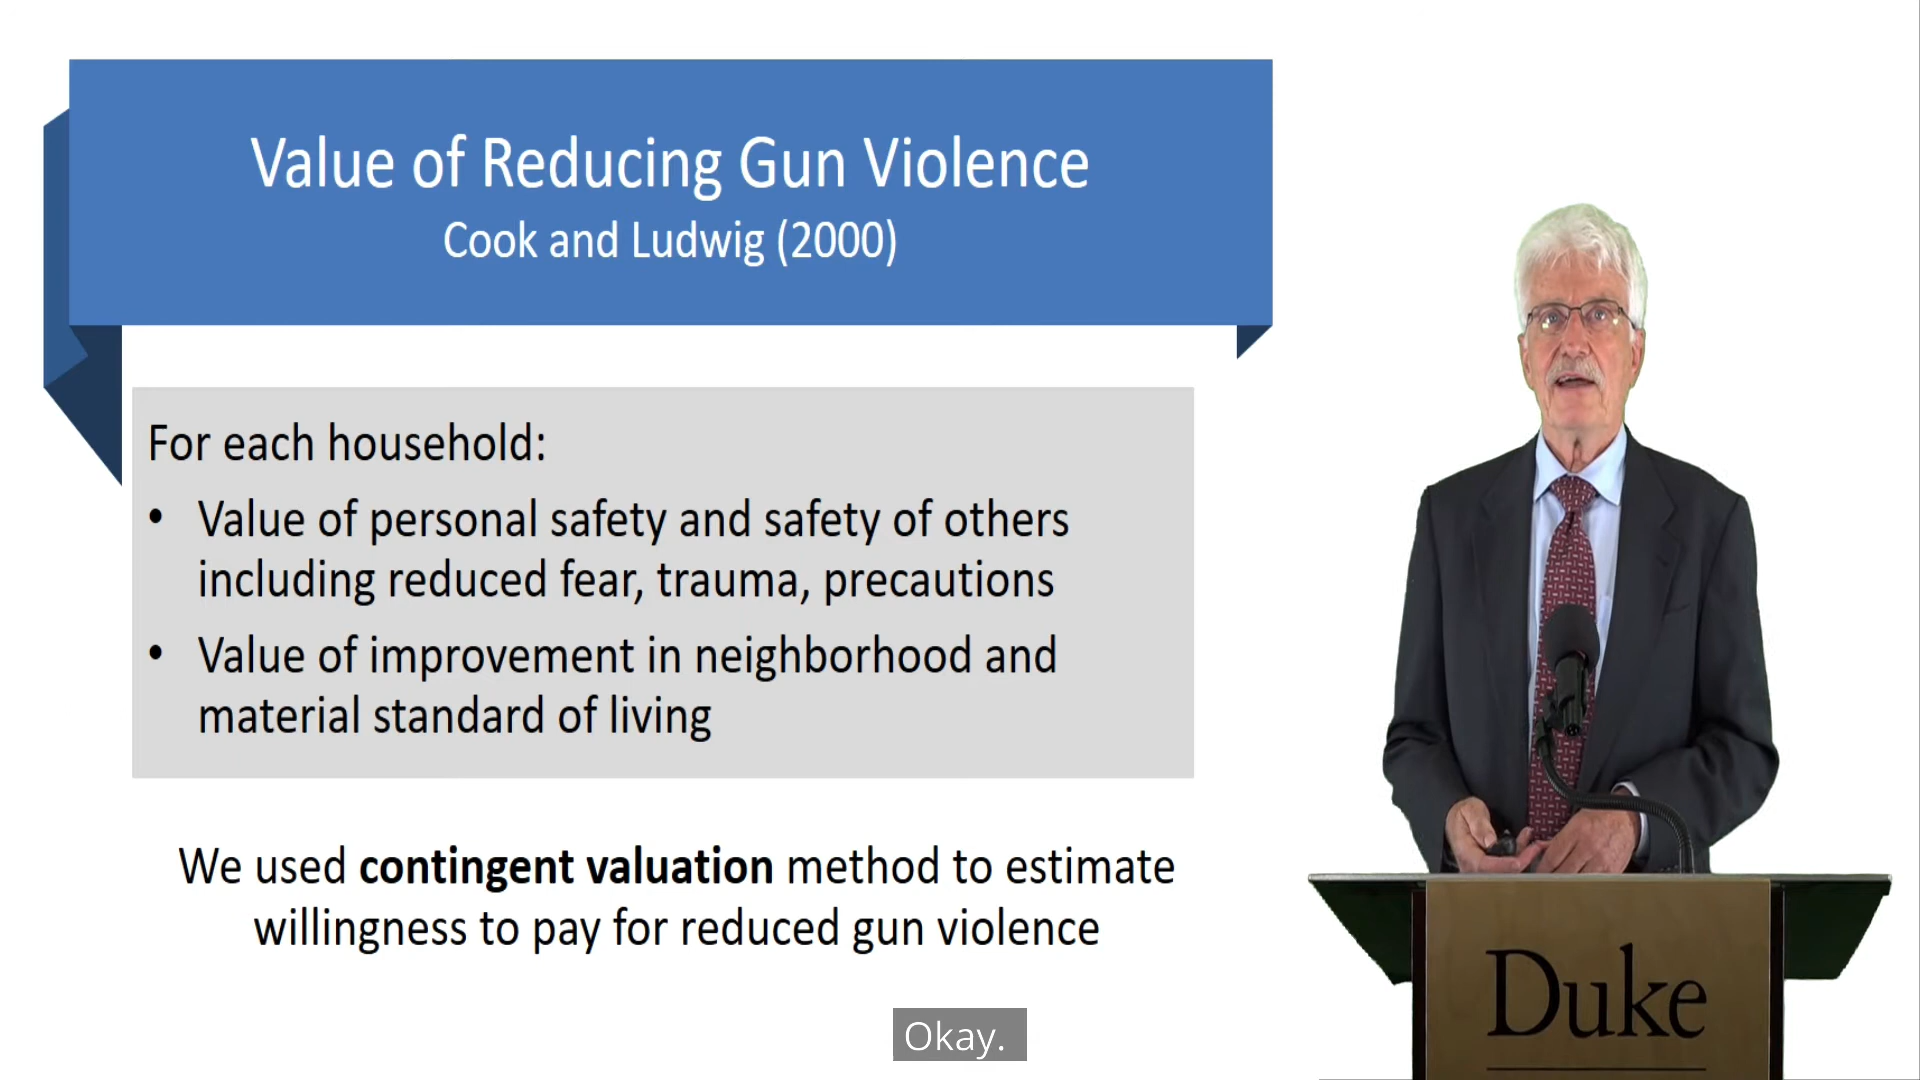 Value of Reducing Gun Violence
Cook and Ludwig (2000)
For each household:
• Value of personal safety and safety of others
including reduced fear, trauma, precautions
• Value of improvement in neighborhood and
material standard of living
We used contingent valuation method to estimate
willingness to pay for reduced gun violence
Okay.
Duke